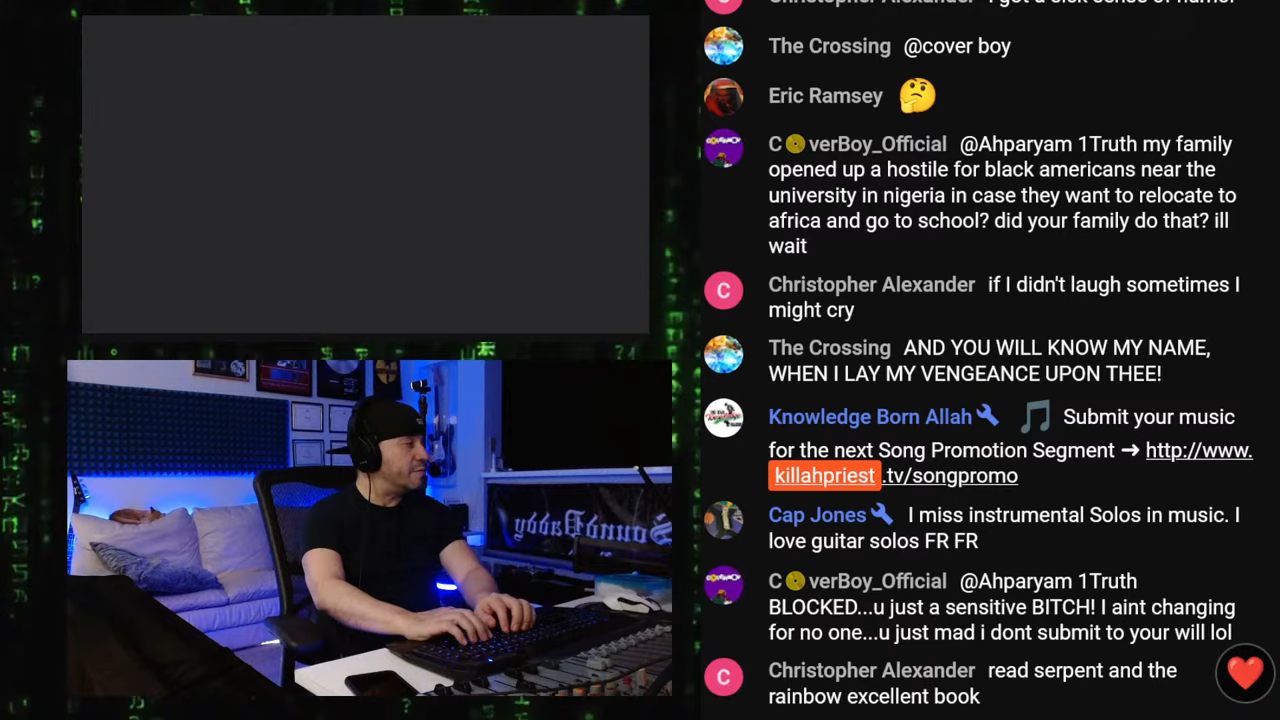 The Crossing @cover boy
Eric Ramsey 🤔
C verBoy_Official @Ahparyam 1Truth my family
opened up a hostile for black americans near the
university in nigeria in case they want to relocate to
africa and go to school? did your family do that? ill
wait
Christopher Alexander if I didn't laugh sometimes I
might cry
The Crossing AND YOU WILL KNOW MY NAME,
WHEN I LAY MY VENGEANCE UPON THEE!
Knowledge Born Allah 🎵 Submit your music
for the next Song Promotion Segment ➜ http://www.
killahpriest.tv/songpromo
Cap Jones I miss instrumental Solos in music. I
love guitar solos FR FR
C verBoy_Official @Ahparyam 1Truth
BLOCKED...u just a sensitive BITCH! I aint changing
for no one...u just mad i dont submit to your will lol
C
Christopher Alexander read serpent and the
rainbow excellent book
Sound Daddy